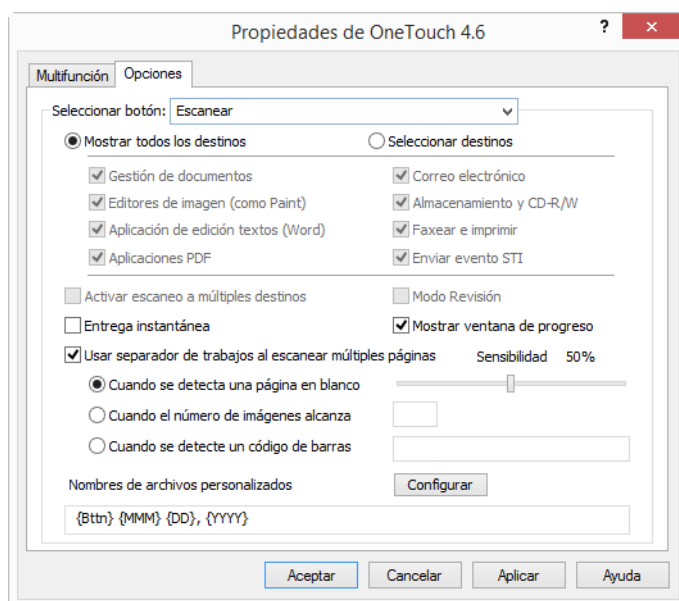 Propiedades de OneTouch 4.6 ? ×
Multifunción Opciones
Seleccionar botón: Escanear
Mostrar todos los destinos Seleccionar destinos
Gestión de documentos Correo electrónico
Editores de imagen (como Paint) Almacenamiento y CD-R/W
Aplicación de edición textos (Word) Faxear e imprimir
Aplicaciones PDF Enviar evento STI
Activar escaneo a múltiples destinos Modo Revisión
Entrega instantánea Mostrar ventana de progreso
Usar separador de trabajos al escanear múltiples páginas Sensibilidad 50%
Cuando se detecta una página en blanco
Cuando el número de imágenes alcanza
Cuando se detecte un código de barras
Nombres de archivos personalizados Configurar
{Bttn} {MMM} {DD}, {YYYY}
Aceptar Cancelar Aplicar Ayuda